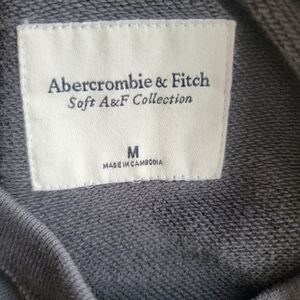 Abercrombie & Fitch
Soft A&F Collection
M
MADE IN CAMBODIA